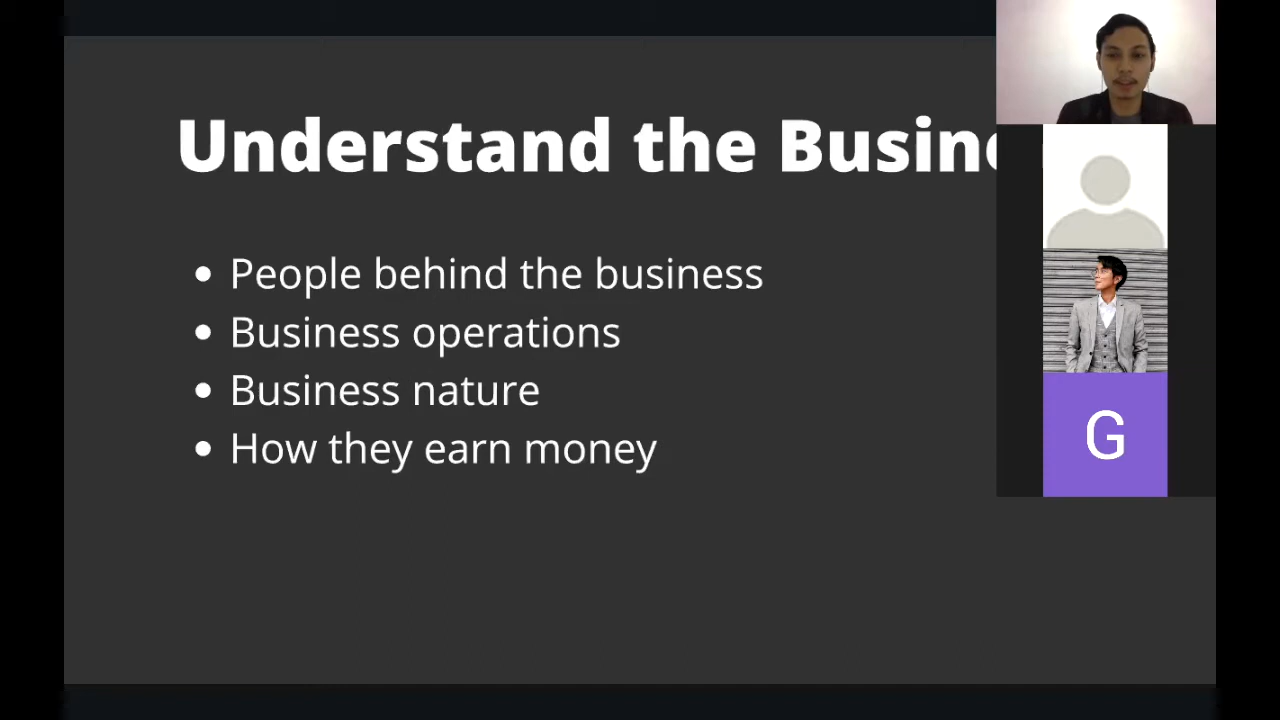 Understand the Busin
• People behind the business
• Business operations
• Business nature
• How they earn money
G